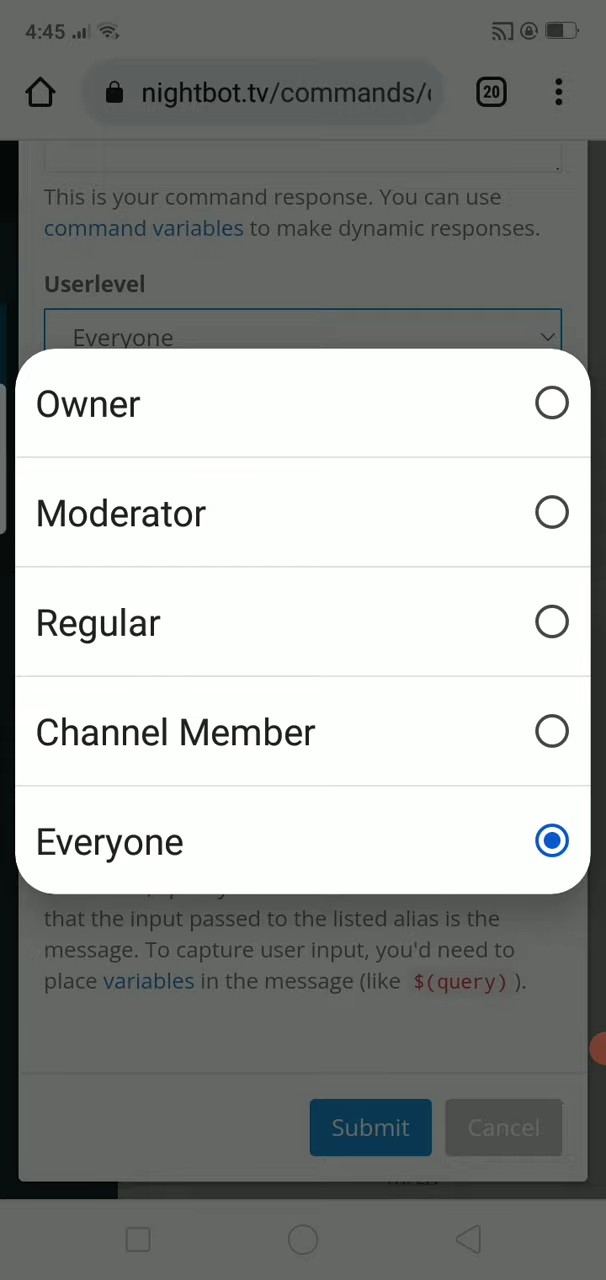 4:45
nightbot.tv/commands/
20
This is your command response. You can use
command variables to make dynamic responses.
Userlevel
Everyone
Owner
Moderator
Regular
Channel Member
Everyone
that the input passed to the listed alias is the
message. To capture user input, you'd need to
place variables in the message (like $(query) ).
Submit
Cancel